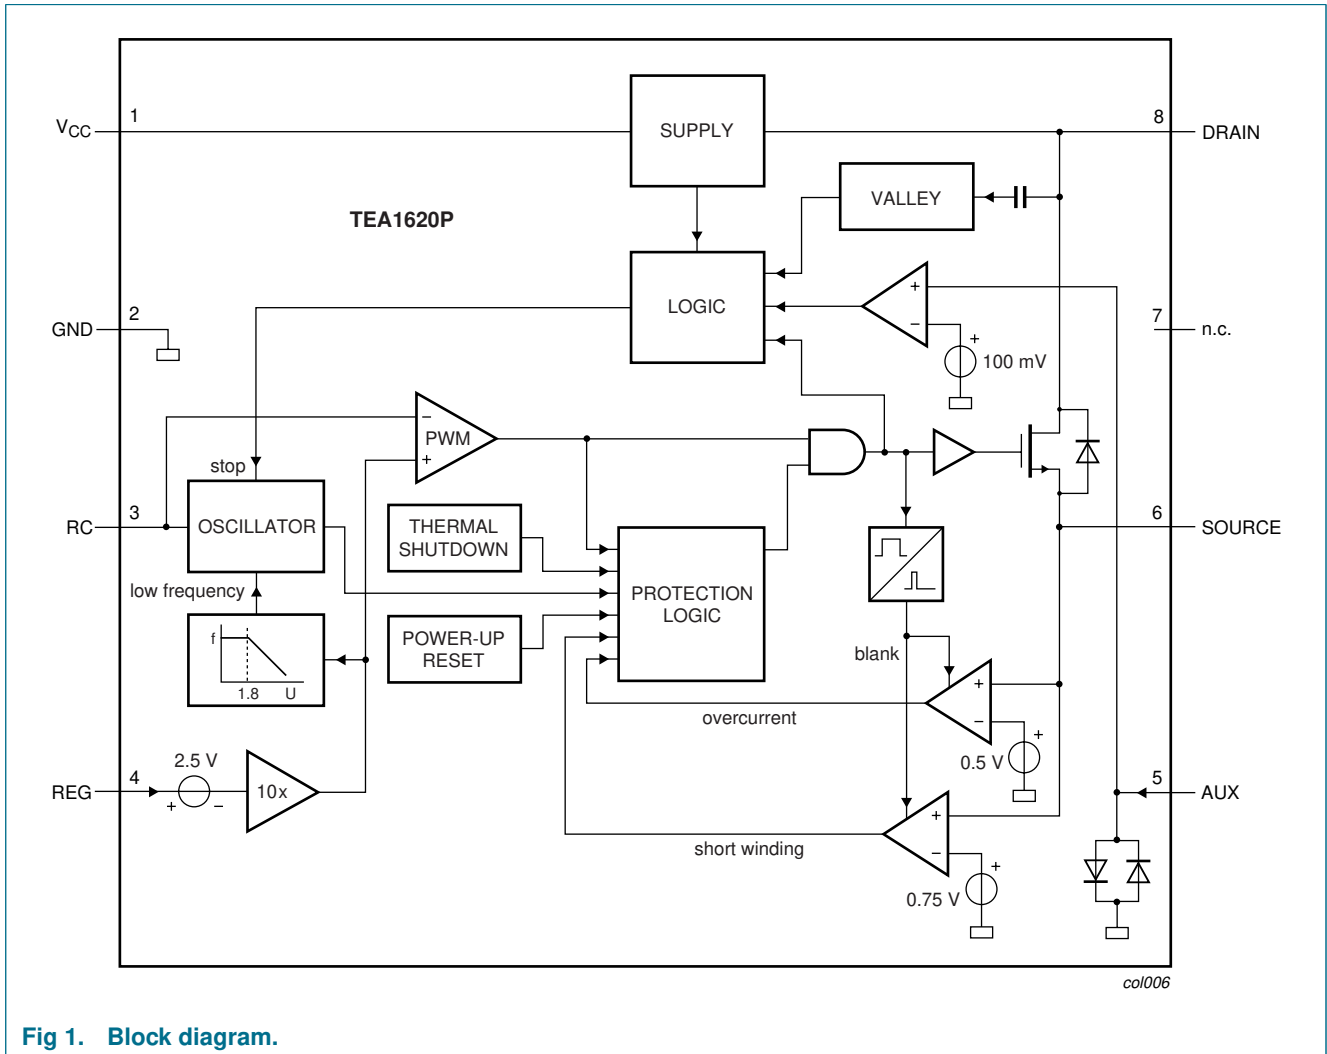 1
8
V_CC
SUPPLY
DRAIN
VALLEY
TEA1620P
+
LOGIC
2
7
GND
n.c.
−
+
100 mV
−
PWM
+
stop
3
6
RC
OSCILLATOR
THERMAL
SHUTDOWN
SOURCE
low frequency
PROTECTION
LOGIC
f
1.8
U
POWER-UP
RESET
blank
+
−
overcurrent
+
0.5 V
2.5 V
4
5
REG
+
−
10x
AUX
+
−
short winding
+
0.75 V
col006
Fig 1. Block diagram.